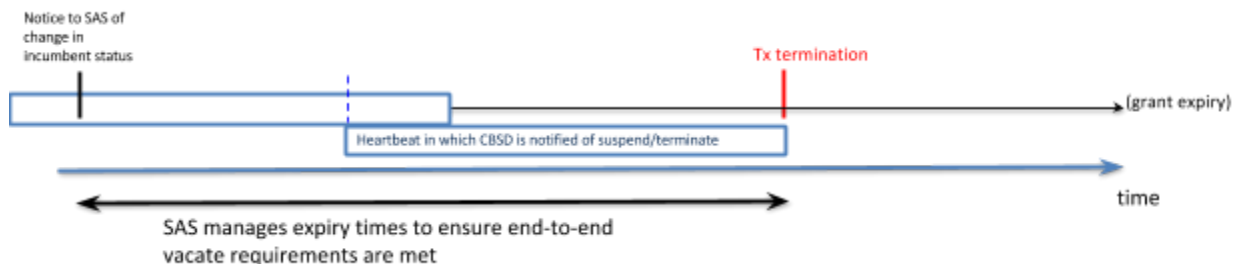 Notice to SAS of
change in
incumbent status
Tx termination
(grant expiry)
Heartbeat in which CBSD is notified of suspend/terminate
time
SAS manages expiry times to ensure end-to-end
vacate requirements are met